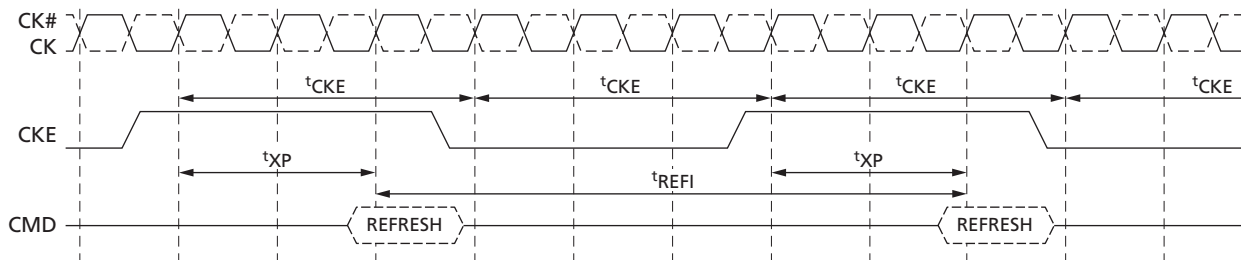 CK#
CK
tCKE tCKE tCKE tCKE
CKE
tXP tXP
tREFI
CMD REFRESH REFRESH